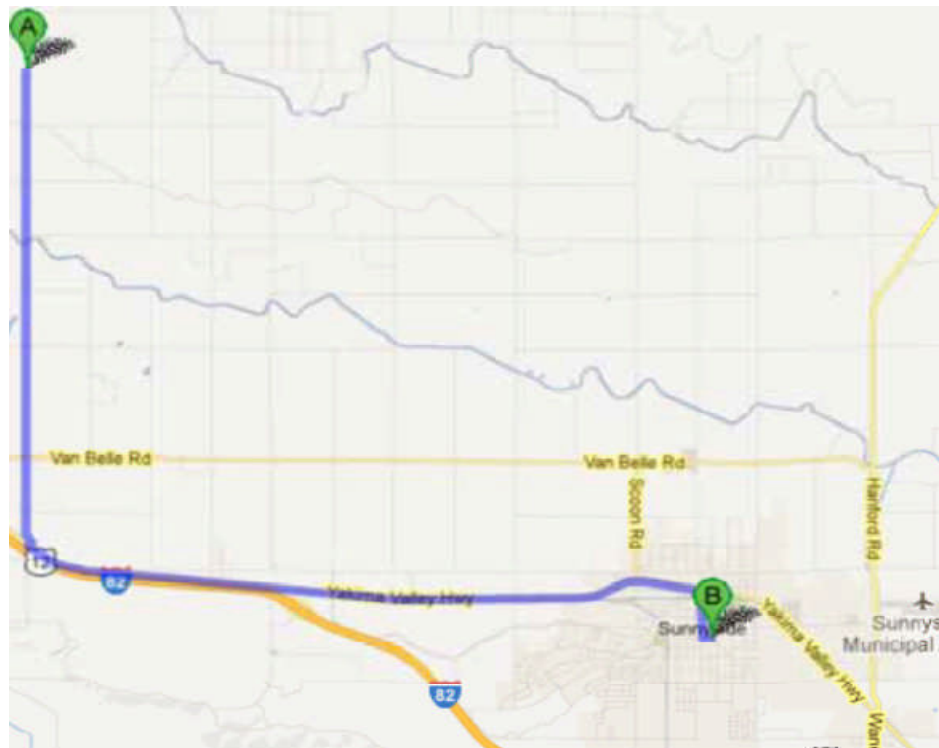 A
Van Belle Rd
Van Belle Rd
Scoon Rd
Hanford Rd
12
82
Yakima Valley Hwy
B
Sunnyside
Yakima Valley Hwy
Sunnys
Municipal
82
Wan